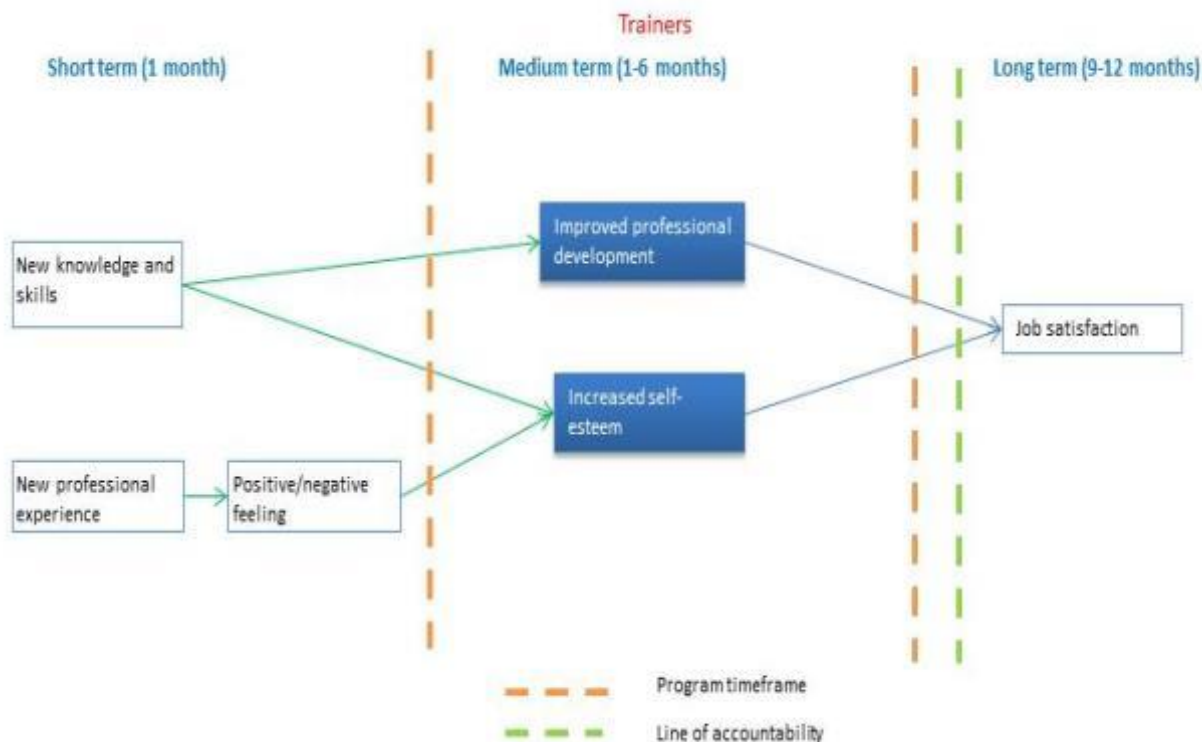 Trainers
Short term (1 month)
Medium term (1-6 months)
Long term (9-12 months)
Improved professional
development
New knowledge and
skills
Job satisfaction
Increased self-
esteem
New professional
experience
Positive/negative
feeling
Program timeframe
Line of accountability